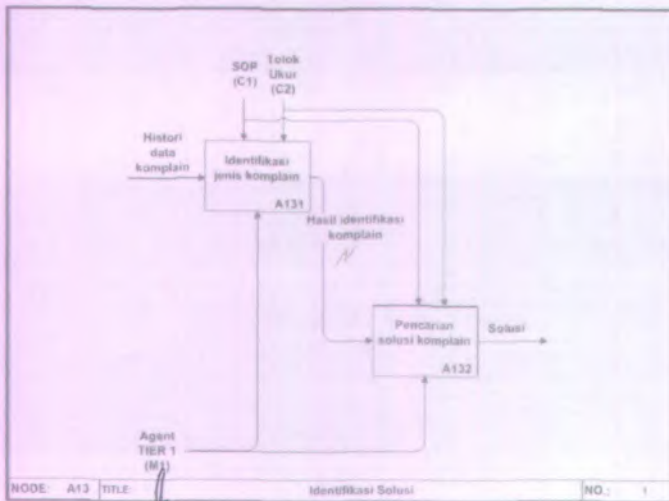 SOP
(C1)
Tolok
Ukur
(C2)
Histori
data
komplain
Identifikasi
jenis komplain
A131
Hasil identifikasi
komplain
Pencarian
solusi komplain
A132
Solusi
Agent
TIER 1
(M1)
NODE: A13 TITLE: Identifikasi Solusi NO.: 1